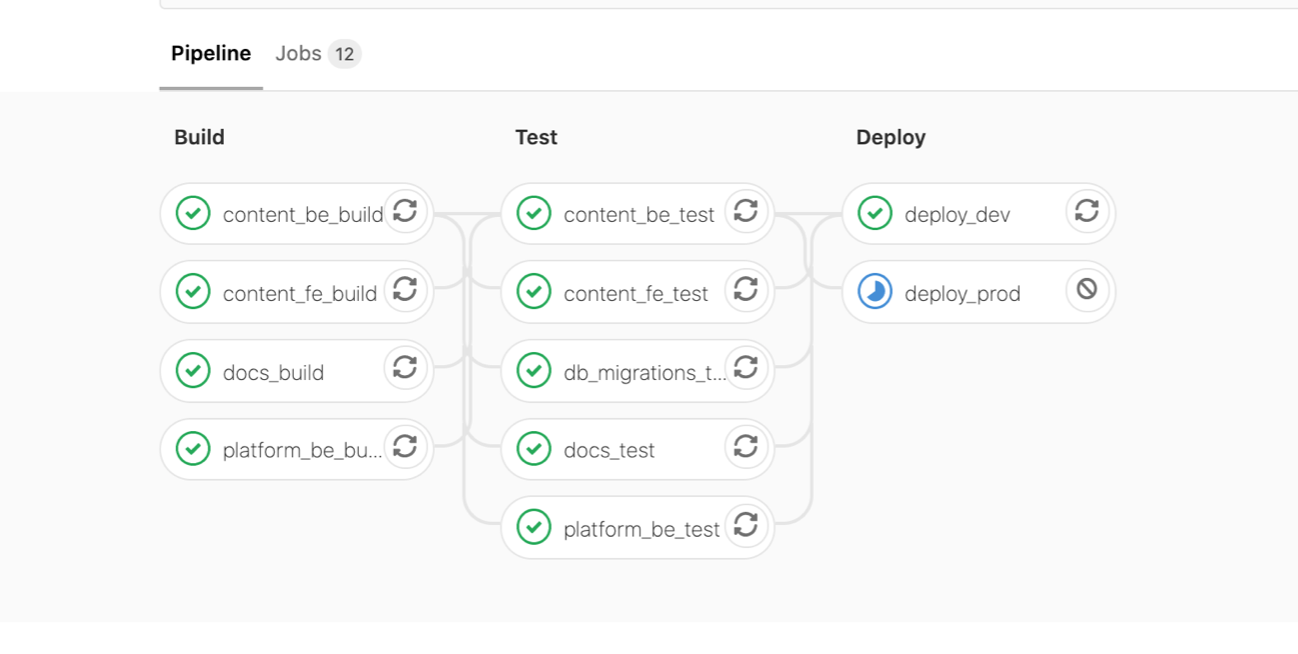 Pipeline Jobs 12
Build Test Deploy
content_be_build content_be_test deploy_dev
content_fe_build content_fe_test deploy_prod
docs_build db_migrations_t...
platform_be_bu... docs_test
platform_be_test